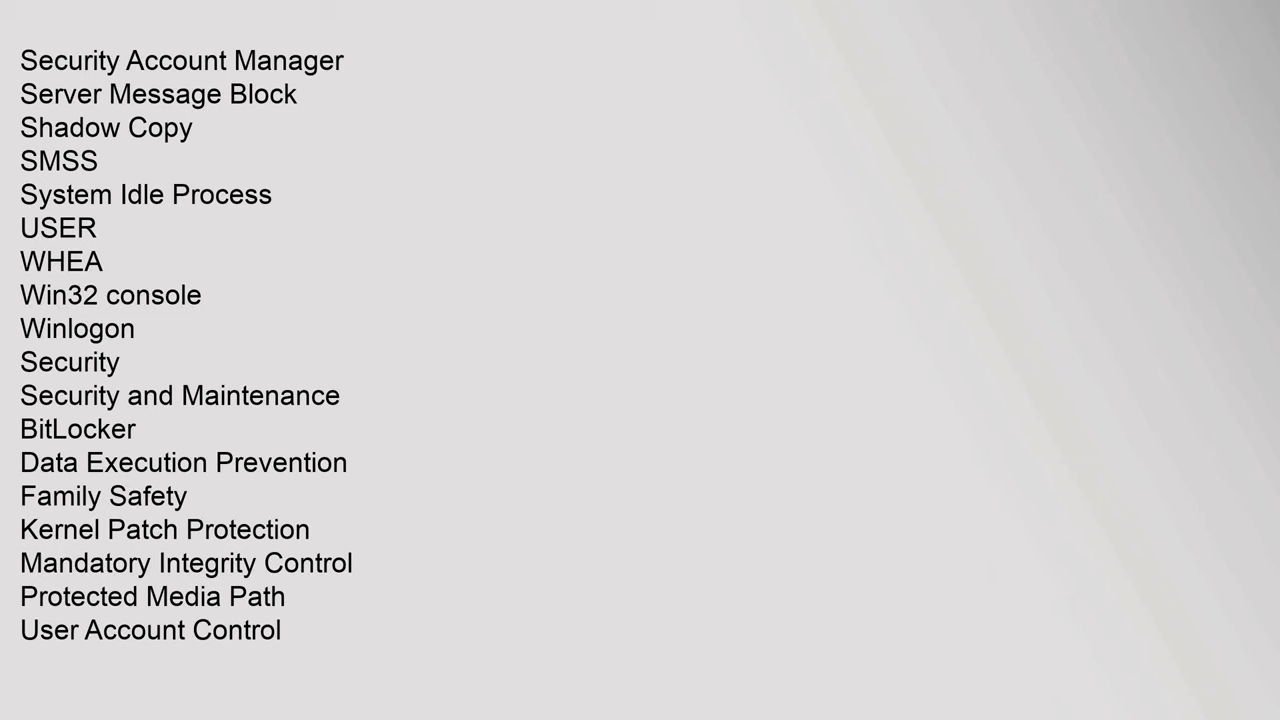 Security Account Manager
Server Message Block
Shadow Copy
SMSS
System Idle Process
USER
WHEA
Win32 console
Winlogon
Security
Security and Maintenance
BitLocker
Data Execution Prevention
Family Safety
Kernel Patch Protection
Mandatory Integrity Control
Protected Media Path
User Account Control